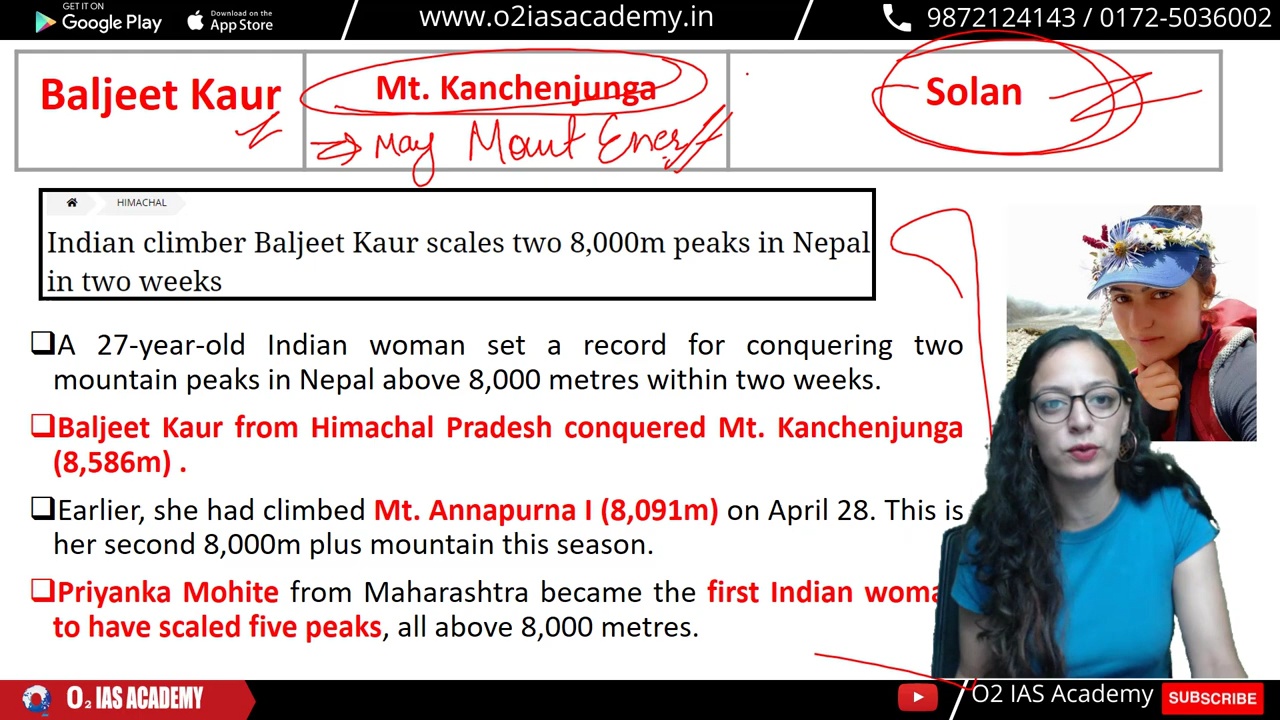 GET IT ON
Google Play
Download on the
App Store
www.o2iasacademy.in
9872124143 / 0172-5036002
Baljeet Kaur
Mt. Kanchenjunga
Solan
May Mount
HIMACHAL
Indian climber Baljeet Kaur scales two 8,000m peaks in Nepal
in two weeks
A 27-year-old Indian woman set a record for conquering two
mountain peaks in Nepal above 8,000 metres within two weeks.
Baljeet Kaur from Himachal Pradesh conquered Mt. Kanchenjunga
(8,586m) .
Earlier, she had climbed Mt. Annapurna I (8,091m) on April 28. This is
her second 8,000m plus mountain this season.
Priyanka Mohite from Maharashtra became the first Indian woma
to have scaled five peaks, all above 8,000 metres.
O2 IAS ACADEMY
O2 IAS Academy
SUBSCRIBE